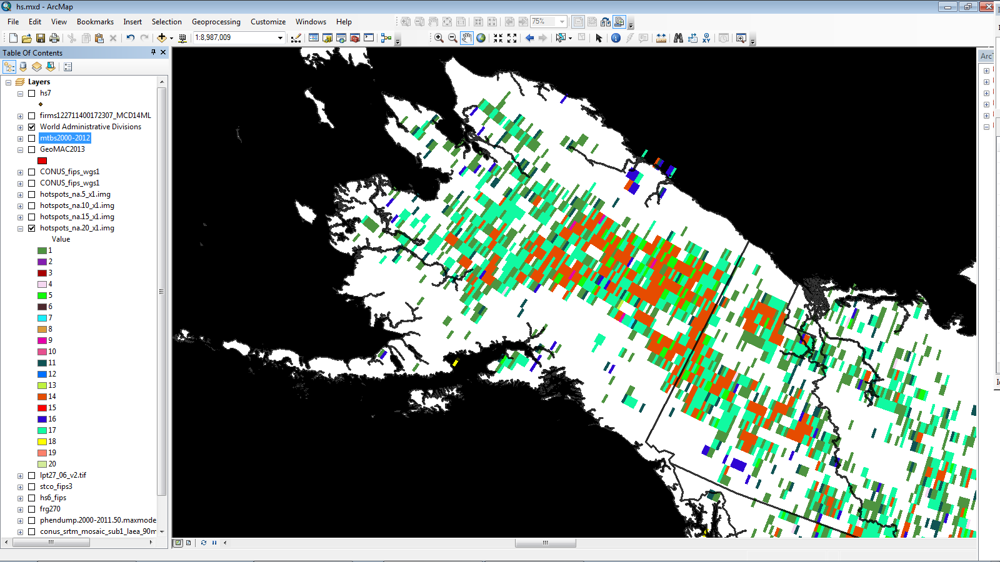 hs.mxd - ArcMap
File Edit View Bookmarks Insert Selection Geoprocessing Customize Windows Help
75%
1:8,987,009
Table Of Contents
ArcT
Layers
hs7
firms122711400172307_MCD14ML
World Administrative Divisions
mtbs2000-2012
GeoMAC2013
CONUS_fips_wgs1
CONUS_fips_wgs1
hotspots_na.5_x1.img
hotspots_na.10_x1.img
hotspots_na.15_x1.img
hotspots_na.20_x1.img
Value
1
2
3
4
5
6
7
8
9
10
11
12
13
14
15
16
17
18
19
20
lpt27_06_v2.tif
stco_fips3
hs6_fips
frg270
phendump.2000-2011.50.maxmode
conus_srtm_mosaic_sub1_laea_90m